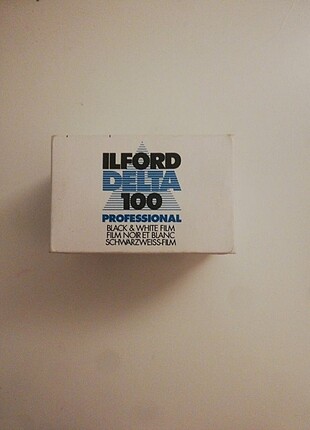 ILFORD
DELTA
100
PROFESSIONAL
BLACK & WHITE FILM
FILM NOIR ET BLANC
SCHWARZWEISS-FILM